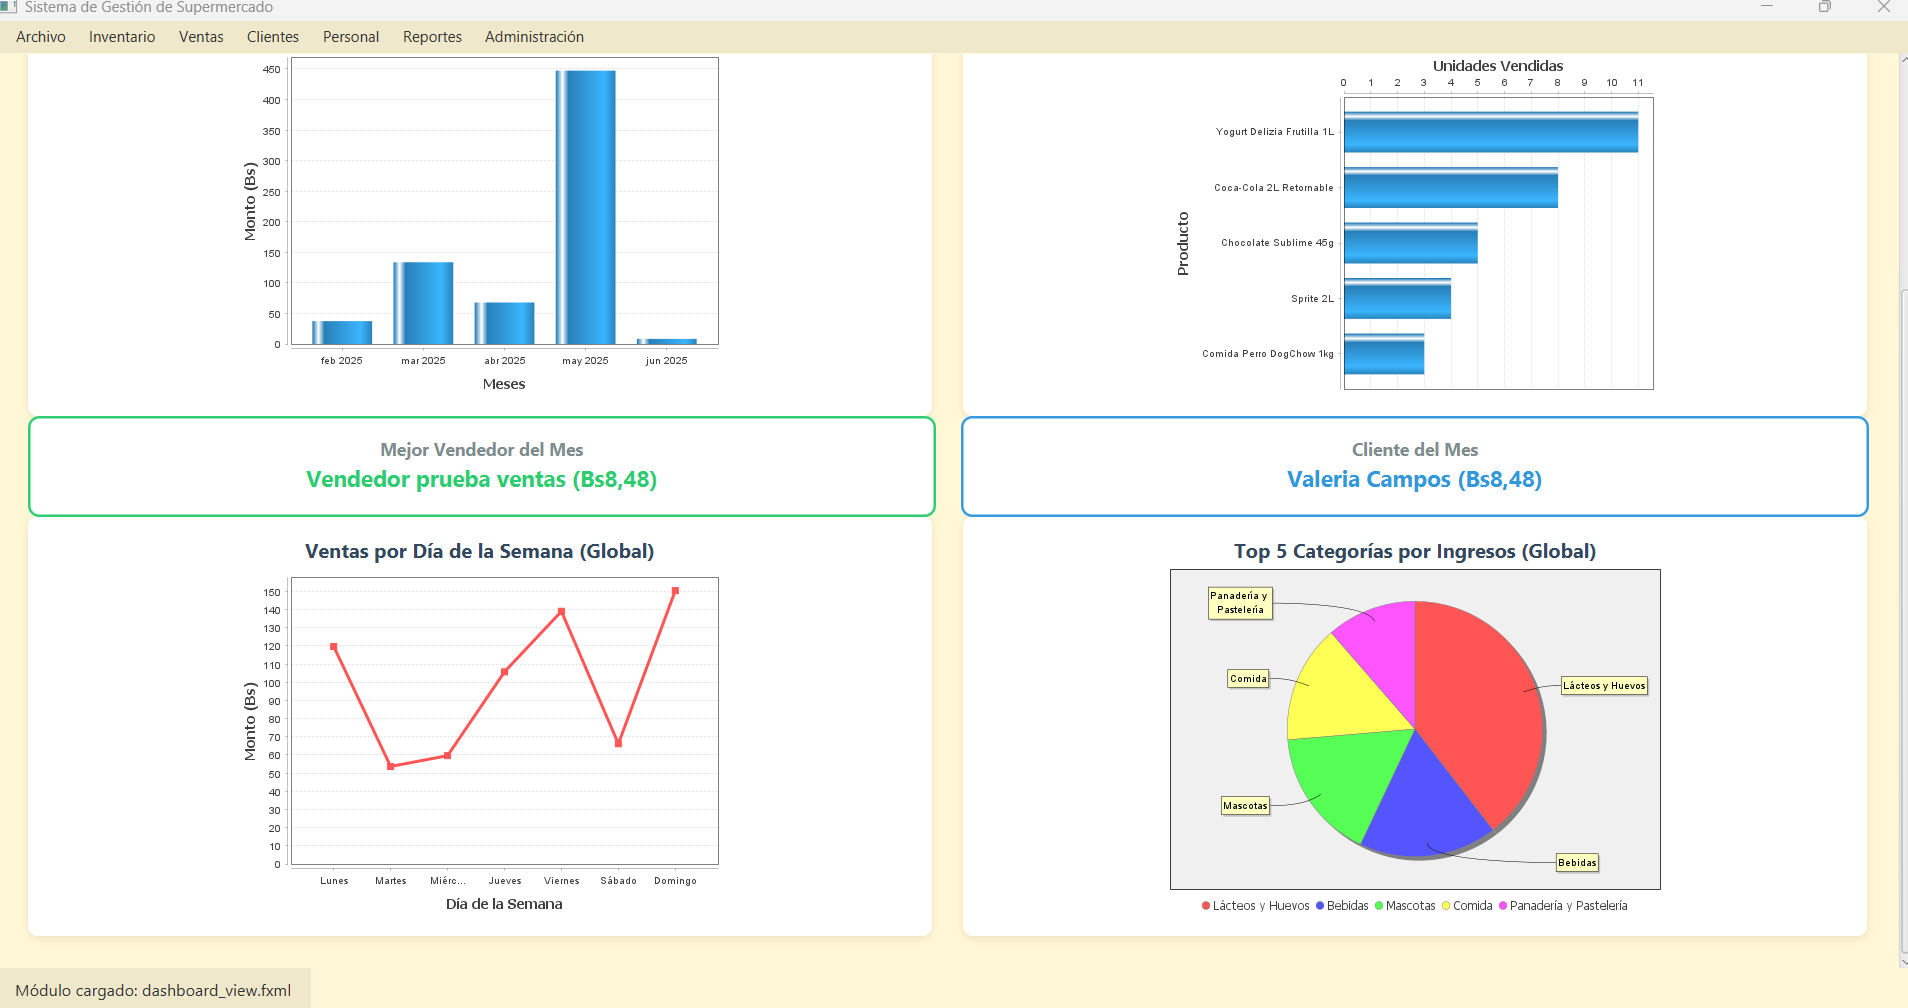 Sistema de Gestión de Supermercado
Archivo Inventario Ventas Clientes Personal Reportes Administración
450
400
350
300
250
200
150
100
50
0
Monto (Bs)
feb 2025 mar 2025 abr 2025 may 2025 jun 2025
Meses
Unidades Vendidas
0 1 2 3 4 5 6 7 8 9 10 11
Producto
Yogurt Delizia Frutilla 1L
Coca-Cola 2L Retornable
Chocolate Sublime 45g
Sprite 2L
Comida Perro DogChow 1kg
Mejor Vendedor del Mes
Vendedor prueba ventas (Bs8,48)
Cliente del Mes
Valeria Campos (Bs8,48)
Ventas por Día de la Semana (Global)
150
140
130
120
110
100
90
80
70
60
50
40
30
20
10
0
Monto (Bs)
Lunes Martes Miérc... Jueves Viernes Sábado Domingo
Día de la Semana
Top 5 Categorías por Ingresos (Global)
Panadería y
Pastelería
Comida
Lácteos y Huevos
Mascotas
Bebidas
Lácteos y Huevos Bebidas Mascotas Comida Panadería y Pastelería
Módulo cargado: dashboard_view.fxml